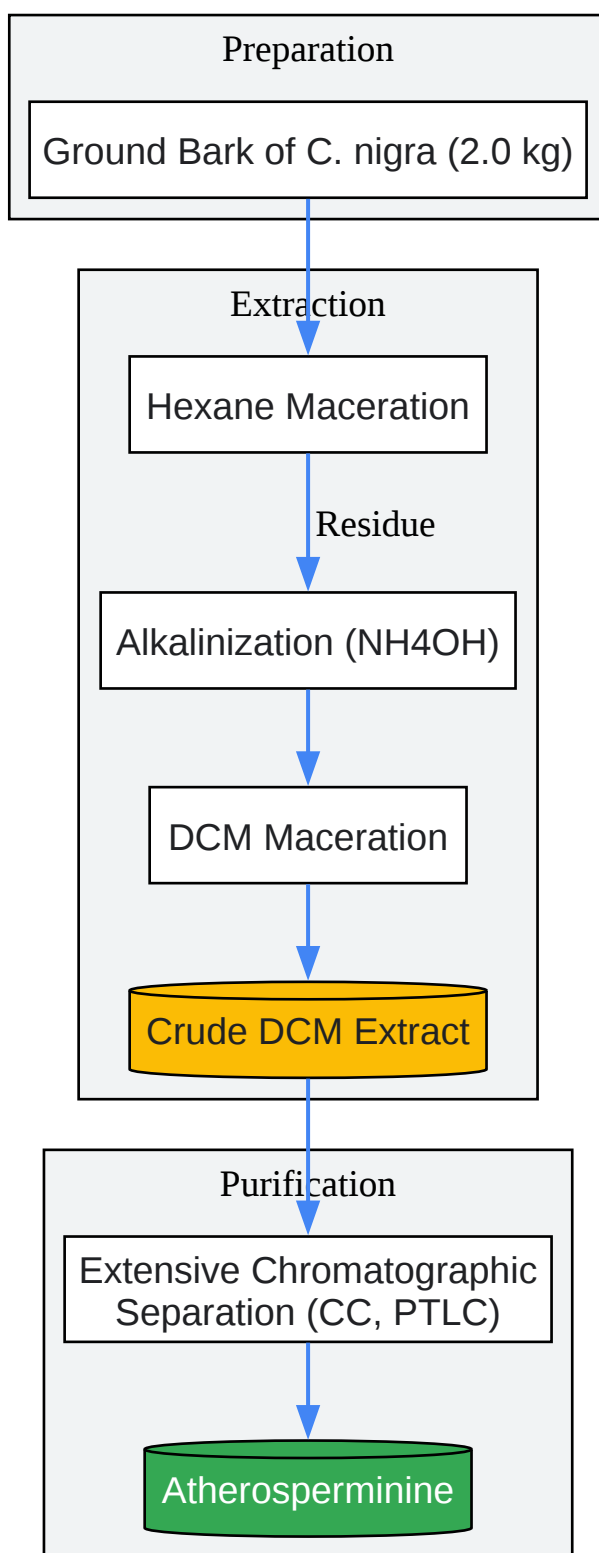 Preparation
Ground Bark of C. nigra (2.0 kg)
Extraction
Hexane Maceration
Residue
Alkalinization (NH4OH)
DCM Maceration
Crude DCM Extract
Purification
Extensive Chromatographic
Separation (CC, PTLC)
Atherosperminine